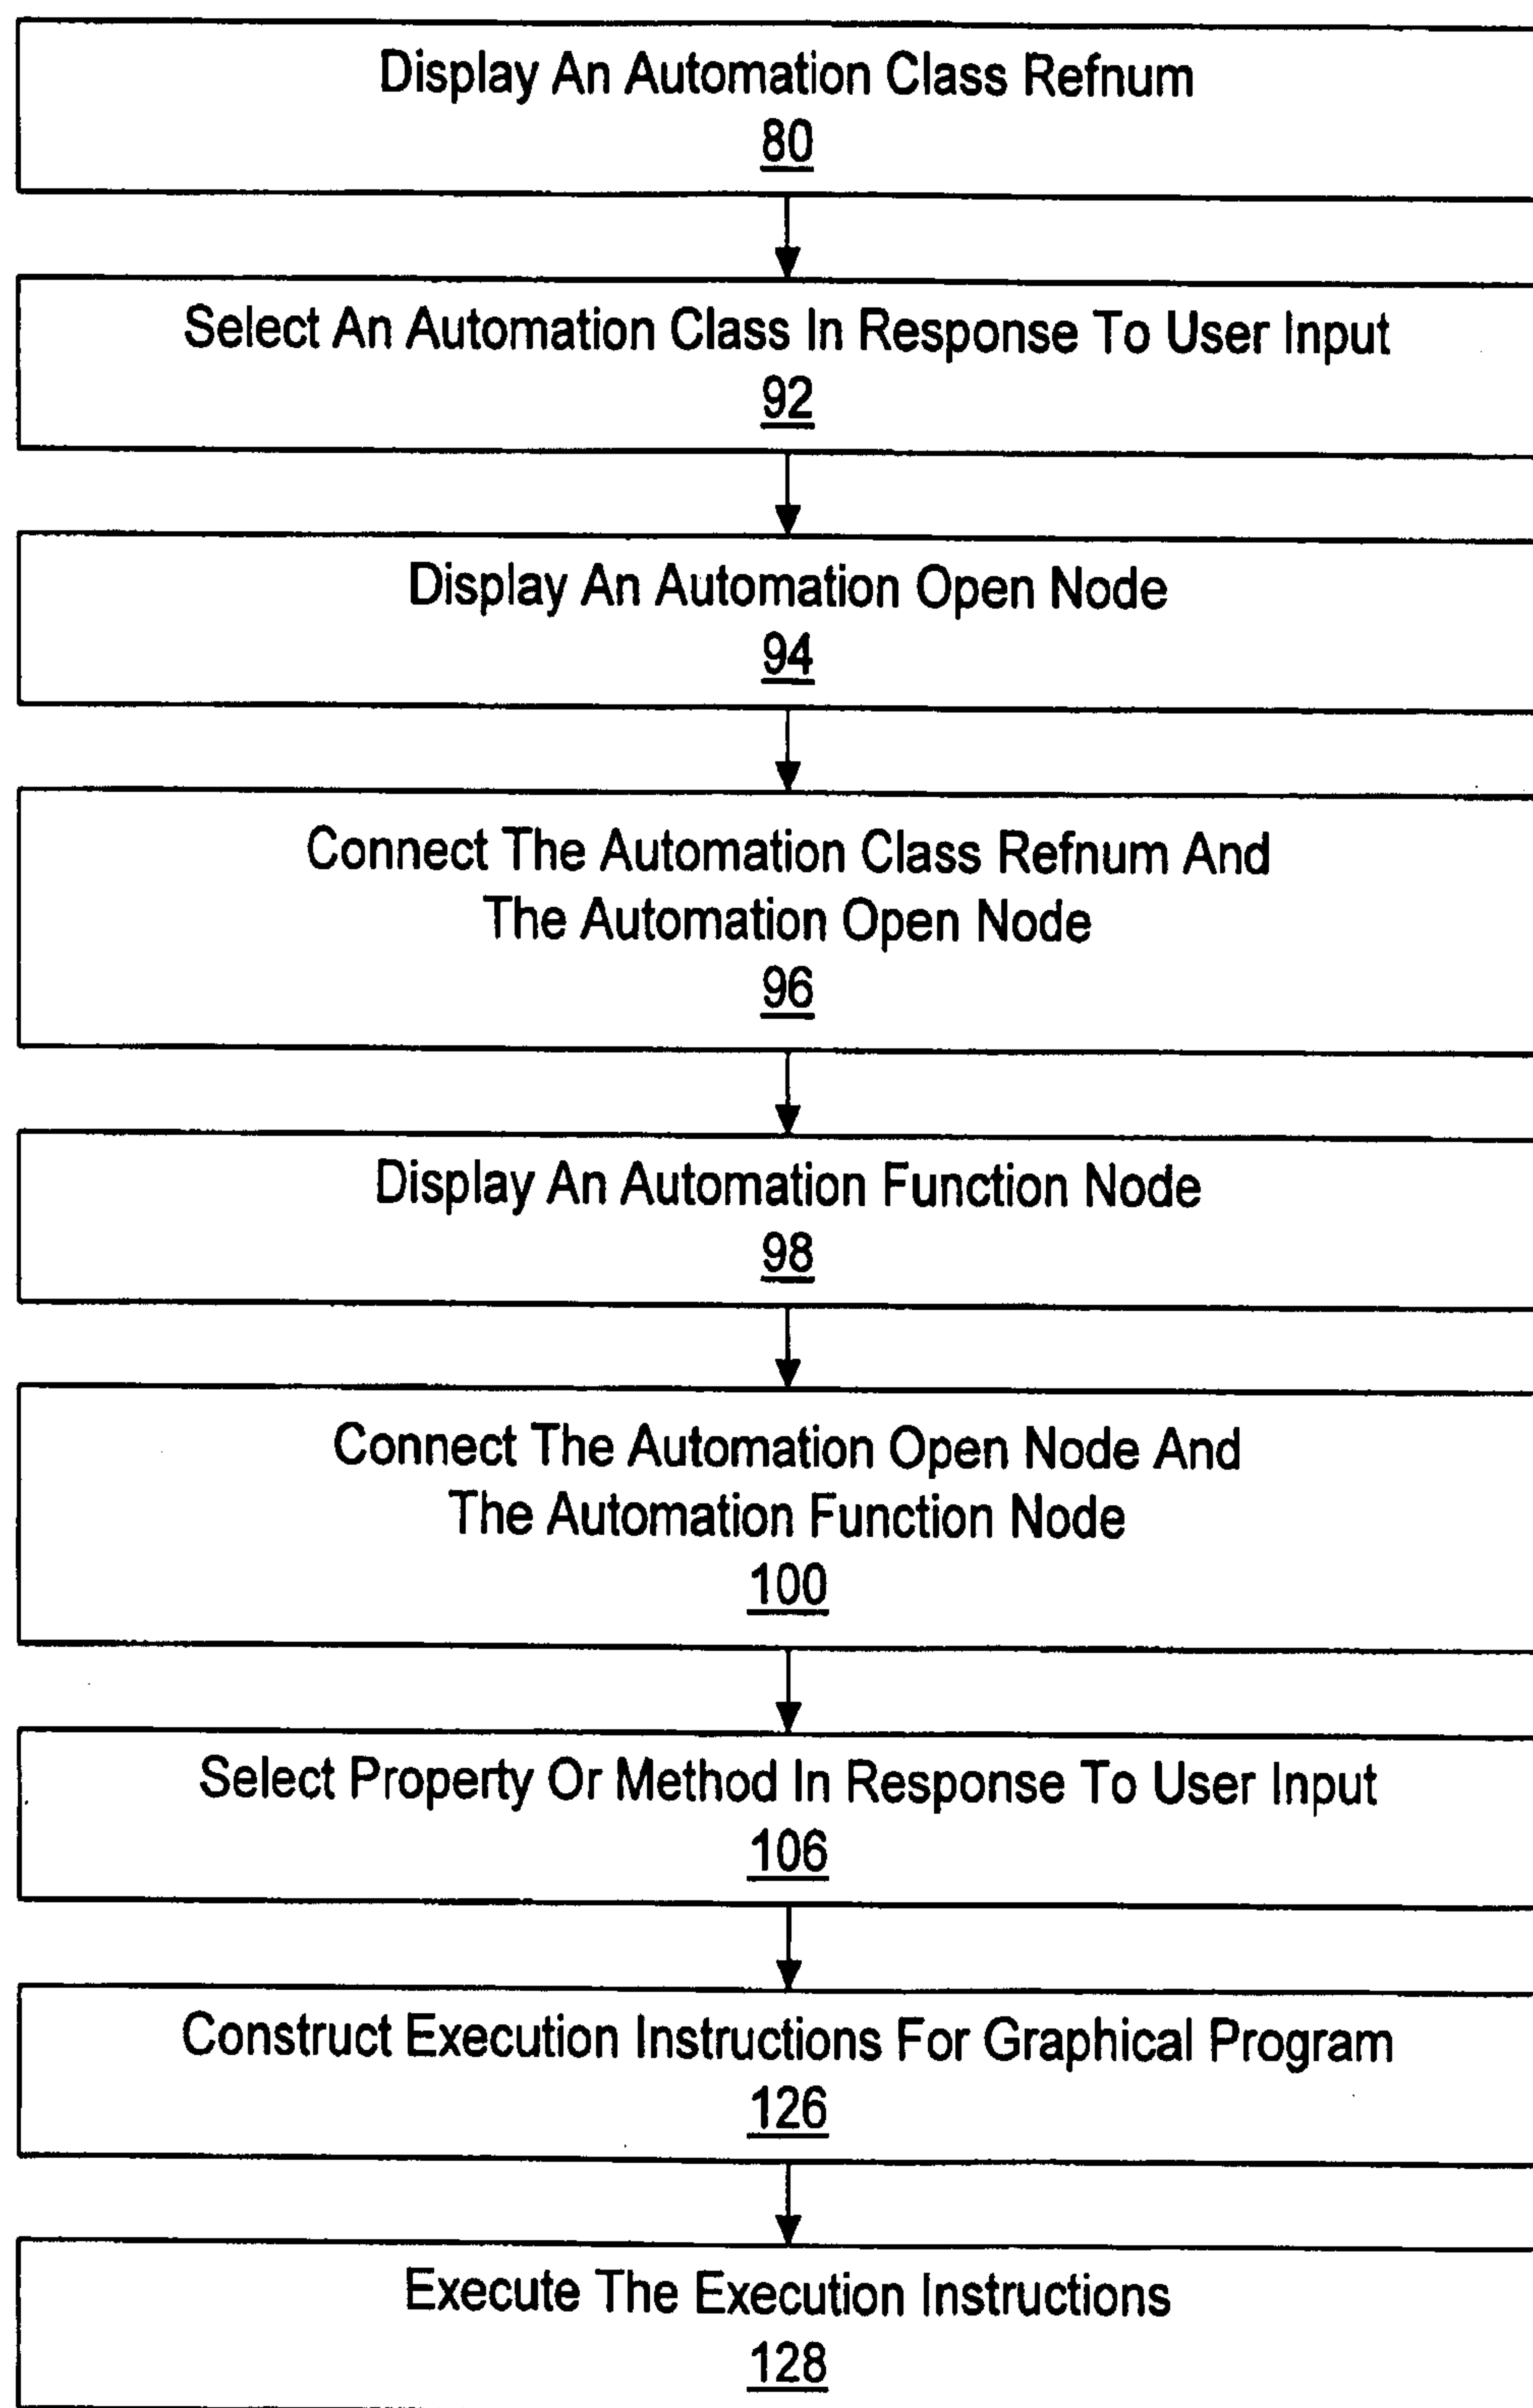 Display An Automation Class Refnum
80
Select An Automation Class In Response To User Input
92
Display An Automation Open Node
94
Connect The Automation Class Refnum And
The Automation Open Node
96
Display An Automation Function Node
98
Connect The Automation Open Node And
The Automation Function Node
100
Select Property Or Method In Response To User Input
106
Construct Execution Instructions For Graphical Program
126
Execute The Execution Instructions
128